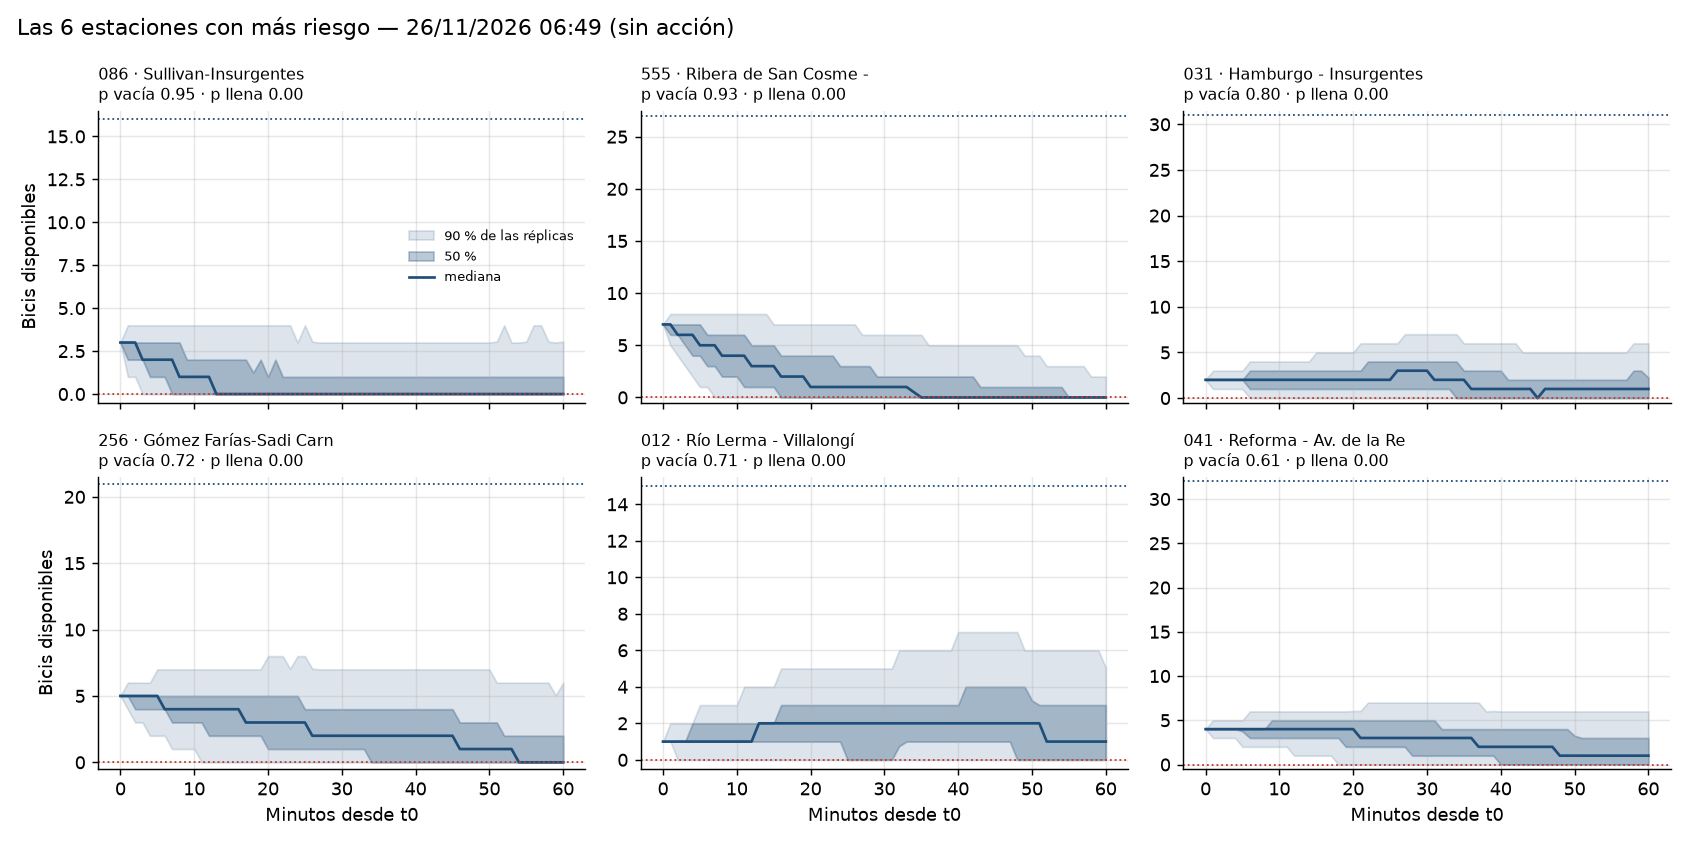 Las 6 estaciones con más riesgo — 26/11/2026 06:49 (sin acción)
086 · Sullivan-Insurgentes
p vacía 0.95 · p llena 0.00
15.0
12.5
10.0
7.5
5.0
2.5
0.0
Bicis disponibles
90 % de las réplicas
50 %
mediana
555 · Ribera de San Cosme -
p vacía 0.93 · p llena 0.00
25
20
15
10
5
0
031 · Hamburgo - Insurgentes
p vacía 0.80 · p llena 0.00
30
25
20
15
10
5
0
256 · Gómez Farías-Sadi Carn
p vacía 0.72 · p llena 0.00
20
15
10
5
0
Bicis disponibles
0 10 20 30 40 50 60
Minutos desde t0
012 · Río Lerma - Villalongí
p vacía 0.71 · p llena 0.00
14
12
10
8
6
4
2
0
0 10 20 30 40 50 60
Minutos desde t0
041 · Reforma - Av. de la Re
p vacía 0.61 · p llena 0.00
30
25
20
15
10
5
0
0 10 20 30 40 50 60
Minutos desde t0